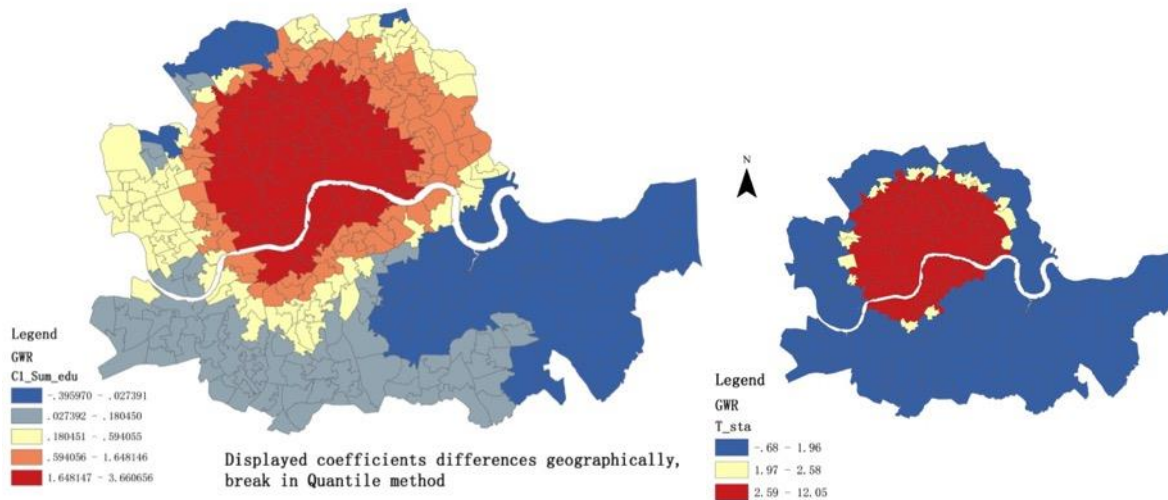 Legend
GWR
C1_Sum_edu
-.395970 - .027391
.027392 - .180450
.180451 - .594055
.594056 - 1.648146
1.648147 - 3.660656
Displayed coefficients differences geographically,
break in Quantile method
N
Legend
GWR
T_sta
-.68 - 1.96
1.97 - 2.58
2.59 - 12.05